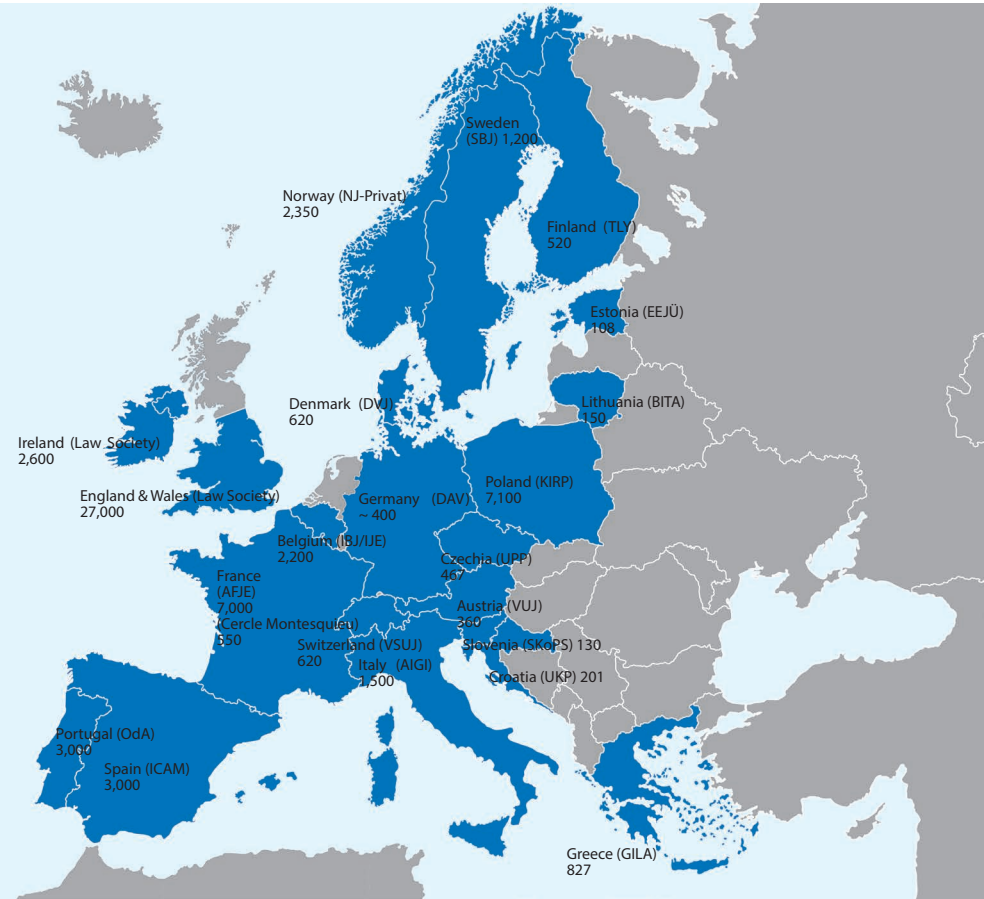 Sweden
(SBJ) 1,200
Norway (NJ-Privat)
2,350
Finland (TLY)
520
Estonia (EEJÜ)
108
Denmark (DVJ)
620
Lithuania (BITA)
150
Ireland (Law Society)
2,600
England & Wales (Law Society)
27,000
Germany (DAV)
~ 400
Poland (KIRP)
7,100
Belgium (IBJ/IJE)
2,200
Czechia (UPP)
467
France
(AFJE)
7,000
(Cercle Montesquieu)
550
Austria (VUJ)
360
Switzerland (VSUJ)
620
Slovenia (SKoPS) 130
Italy (AIGI)
1,500
Croatia (UKP) 201
Portugal (OdA)
3,000
Spain (ICAM)
3,000
Greece (GILA)
827